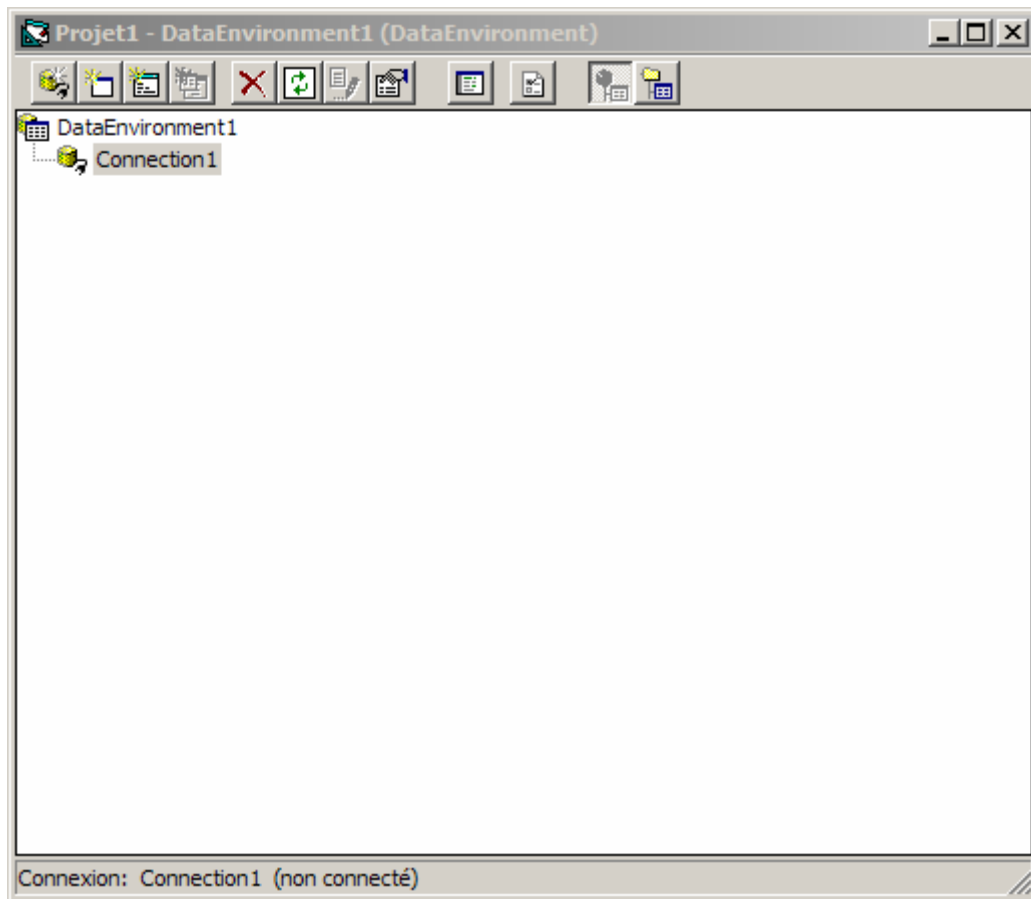 Projet1 - DataEnvironment1 (DataEnvironment)
DataEnvironment1
Connection1
Connexion: Connection1 (non connecté)